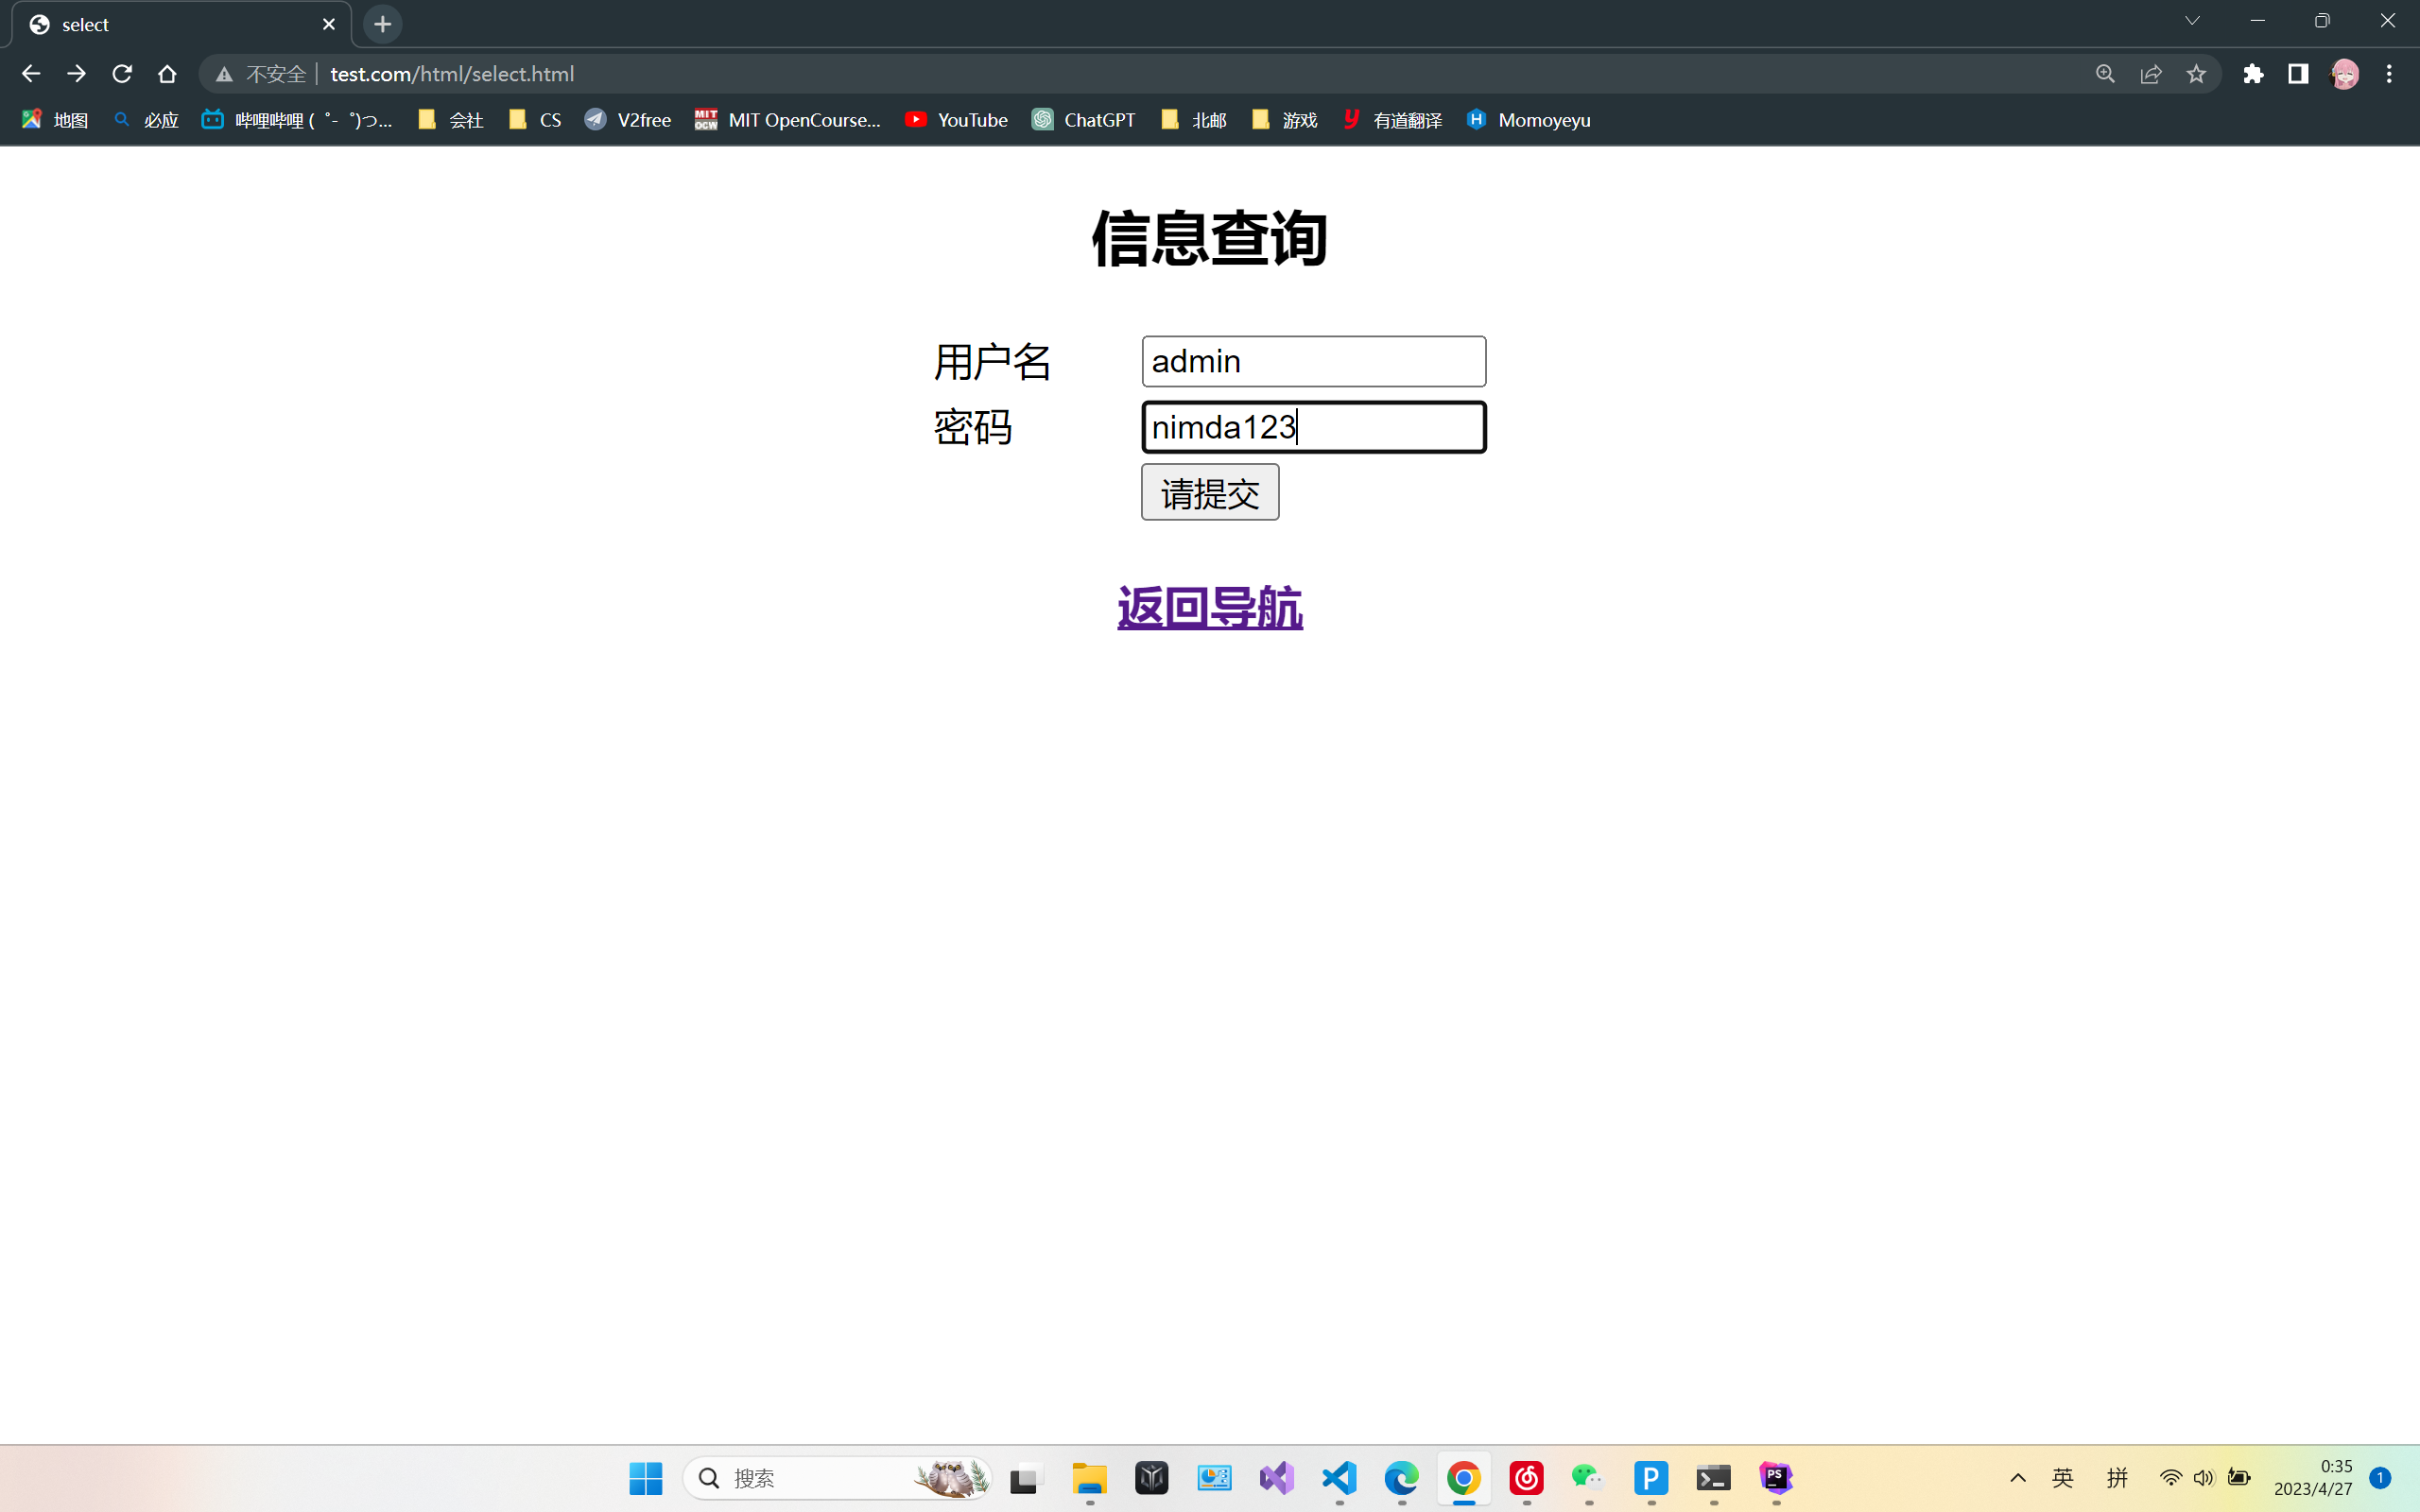 select
不安全 test.com/html/select.html
地图 必应 哔哩哔哩 (゜-゜)つ... 会社 CS V2free MIT OCW MIT OpenCourse... YouTube ChatGPT 北邮 游戏 有道翻译 Momoyeyu
信息查询
用户名 admin
密码 nimda123
请提交
返回导航
搜索 PS 英 拼 0:35 1
2023/4/27